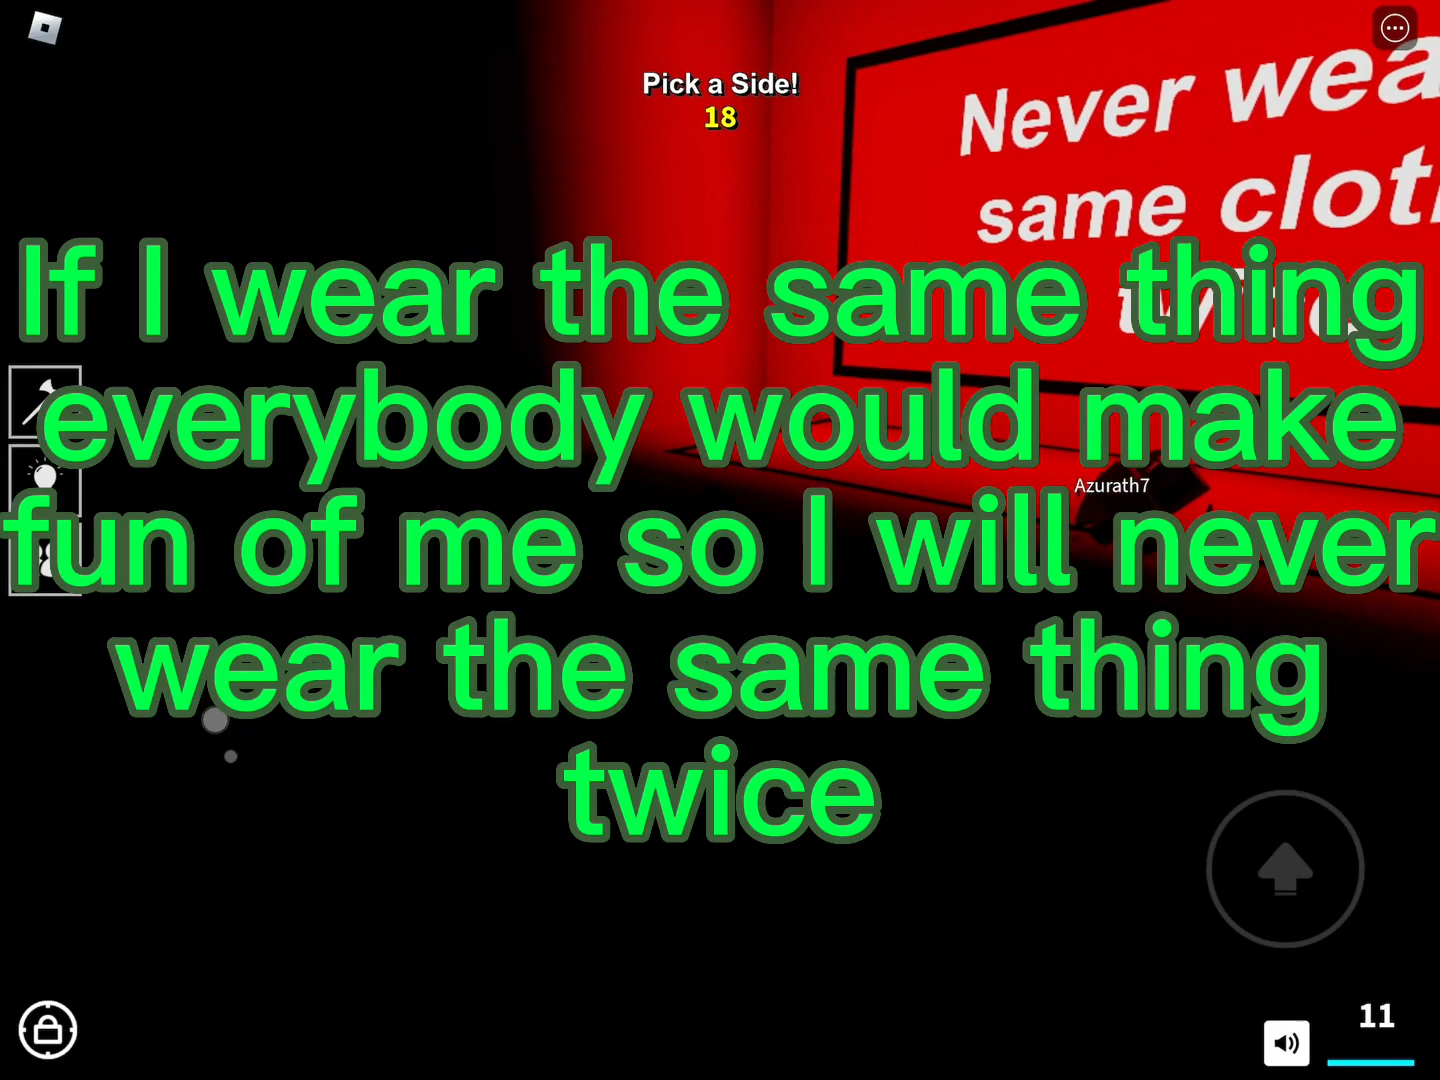 Pick a Side!
18
Never wea
same clot
If I wear the same thing
everybody would make
Azurath7
fun of me so I will never
wear the same thing
twice
11